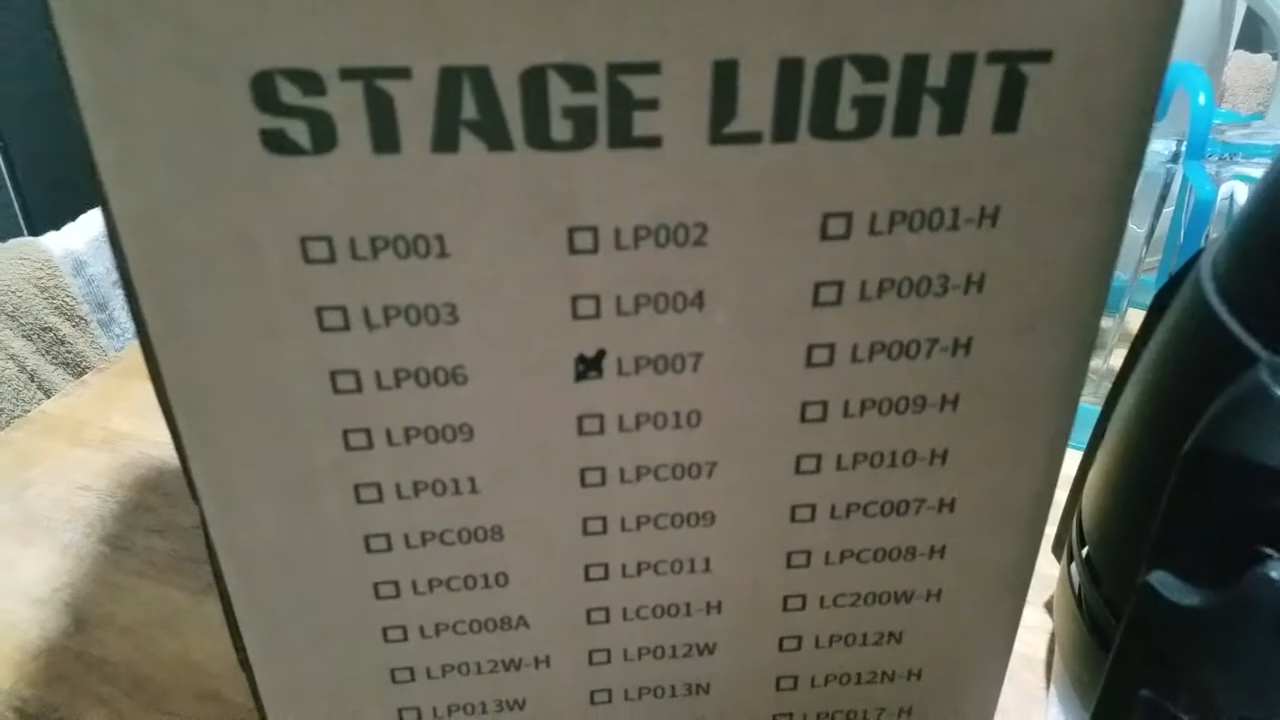 STAGE LIGHT
☐ LP001 ☐ LP002 ☐ LP001-H
☐ LP003 ☐ LP004 ☐ LP003-H
☐ LP006 ☒ LP007 ☐ LP007-H
☐ LP009 ☐ LP010 ☐ LP009-H
☐ LP011 ☐ LPC007 ☐ LP010-H
☐ LPC008 ☐ LPC009 ☐ LPC007-H
☐ LPC010 ☐ LPC011 ☐ LPC008-H
☐ LPC008A ☐ LC001-H ☐ LC200W-H
☐ LP012W-H ☐ LP012W ☐ LP012N
☐ LP013W ☐ LP013N ☐ LP012N-H
☐ LPC017-H